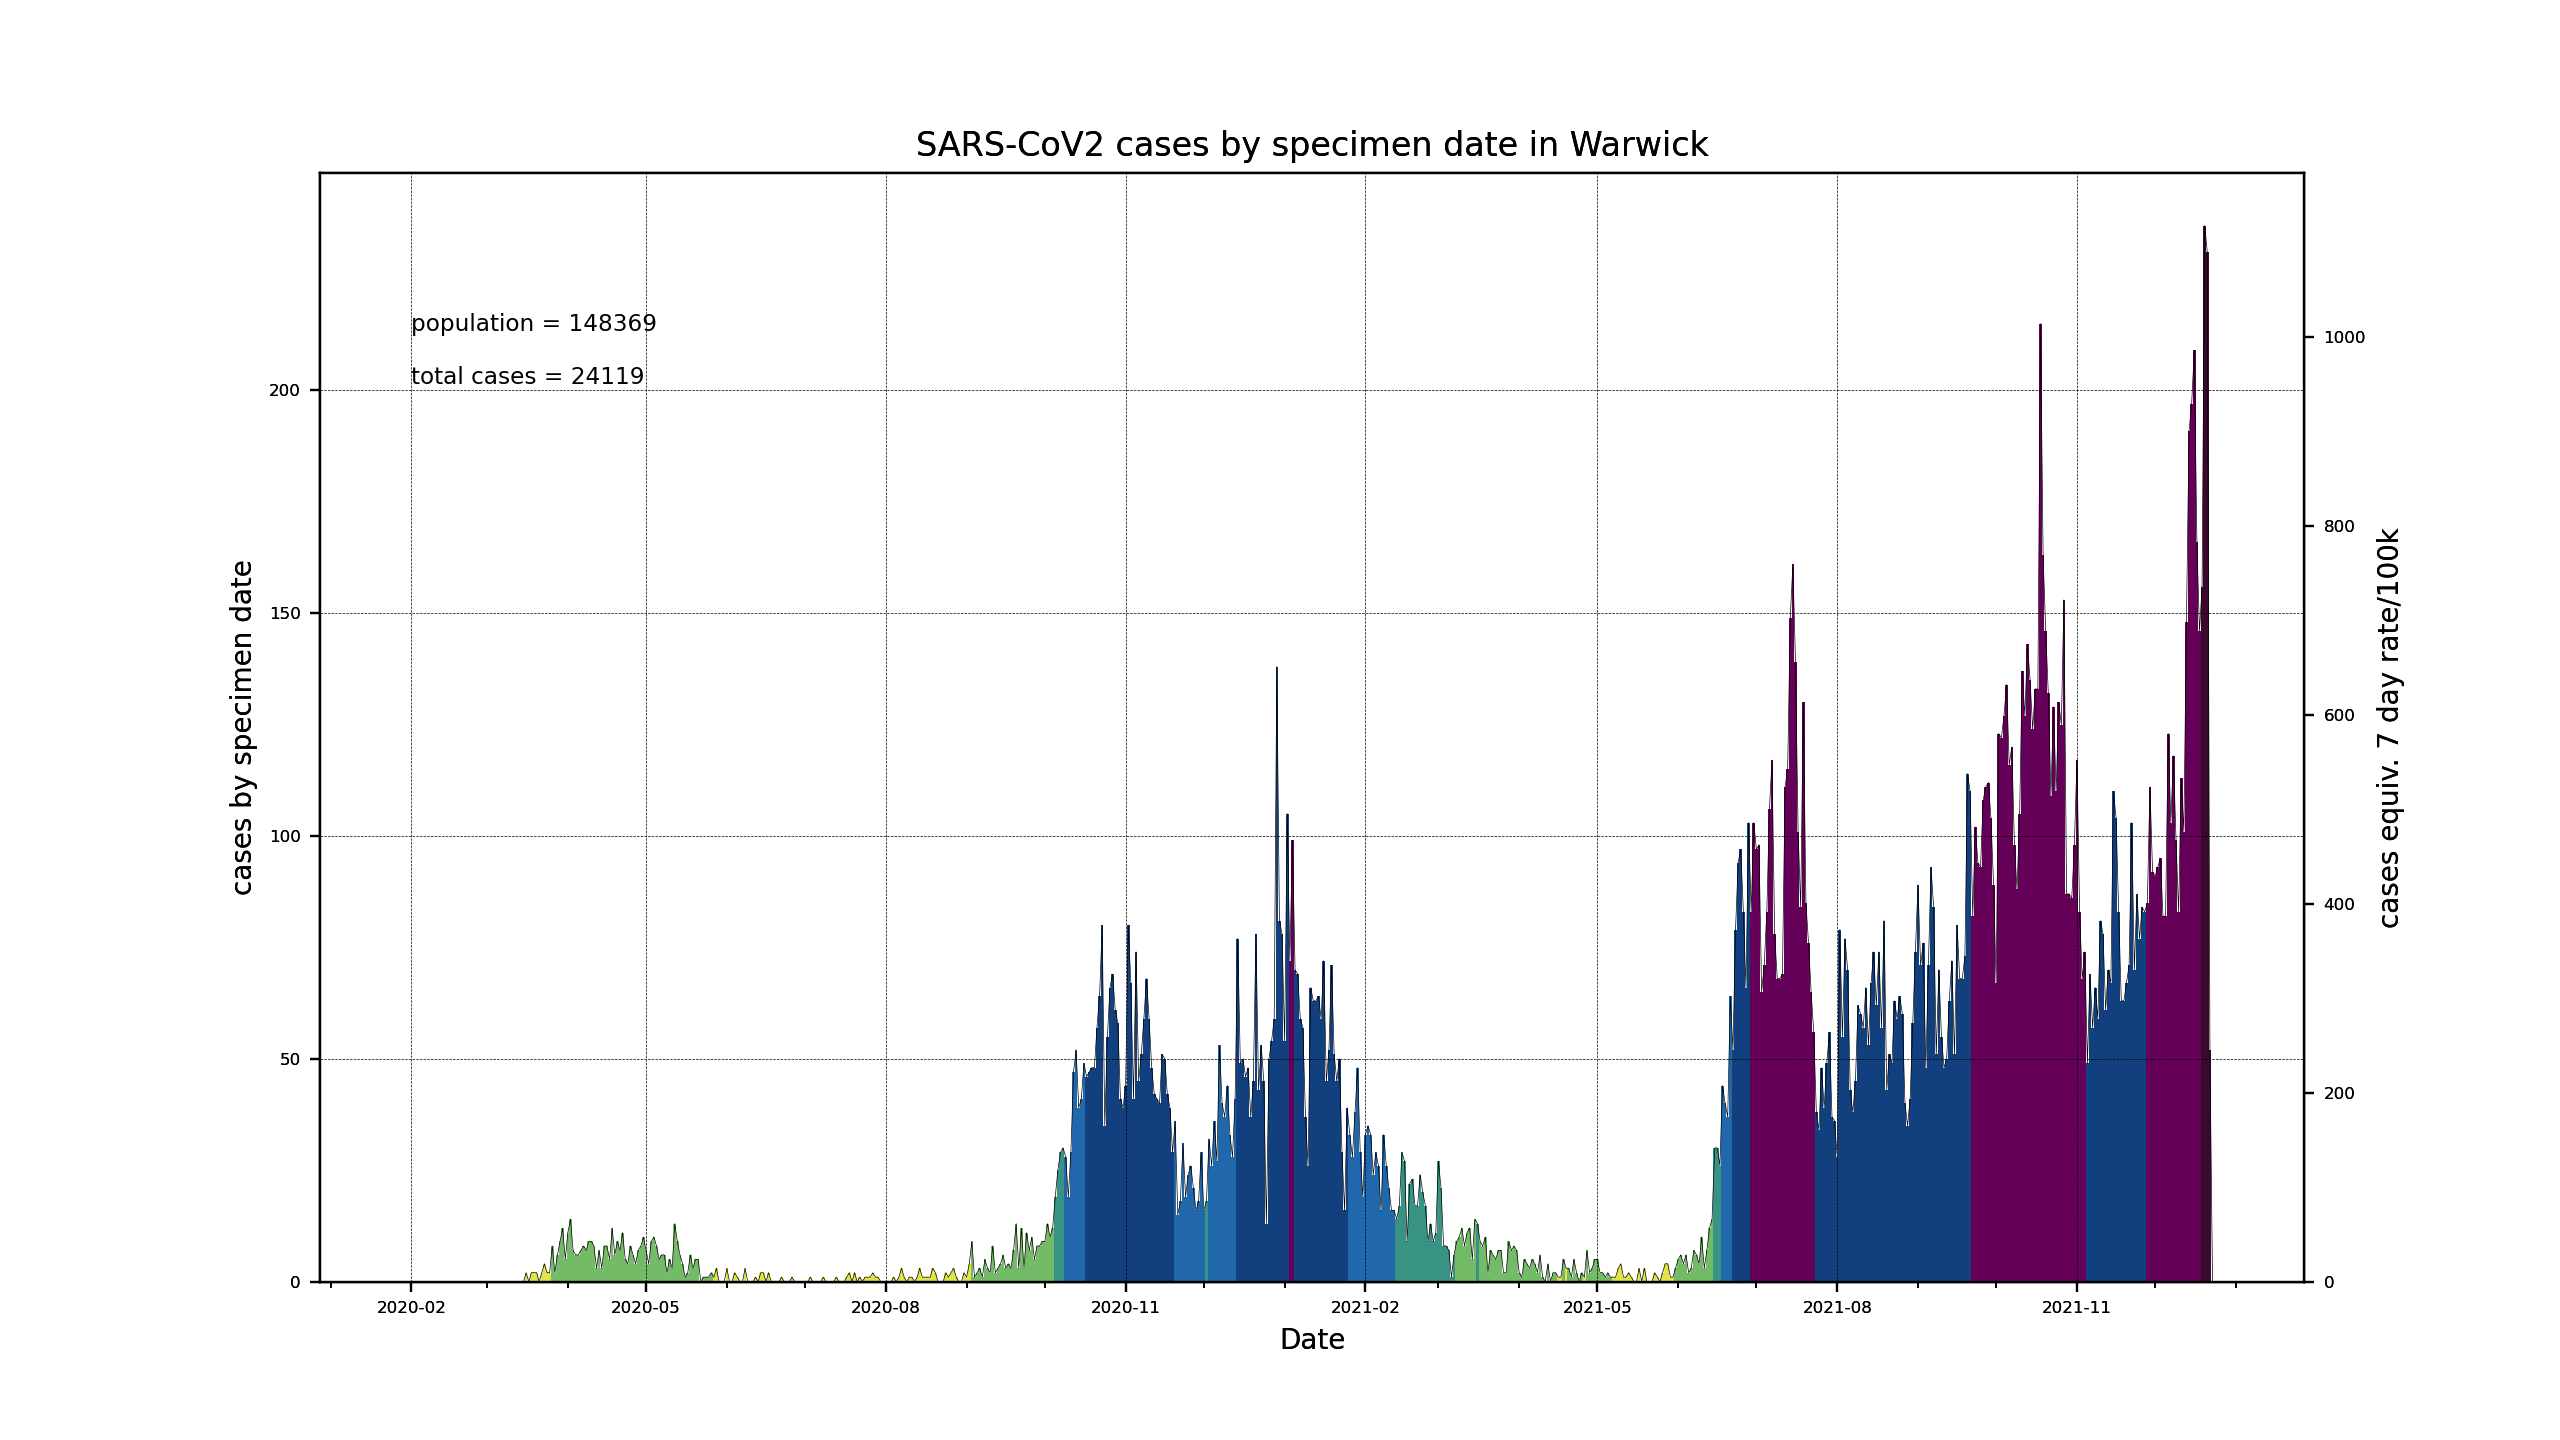 SARS-CoV2 cases by specimen date in Warwick
population = 148369
total cases = 24119
cases by specimen date
200
150
100
50
0
1000
800
600
400
200
0
cases equiv. 7 day rate/100k
2020-02 2020-05 2020-08 2020-11 2021-02 2021-05 2021-08 2021-11
Date